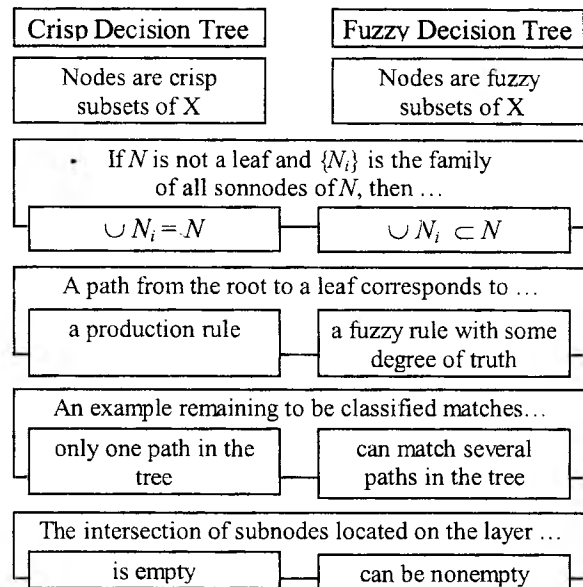 Crisp Decision Tree
Fuzzy Decision Tree
Nodes are crisp
subsets of X
Nodes are fuzzy
subsets of X
If N is not a leaf and {Nᵢ} is the family
of all sonnodes of N, then ...
∪ Nᵢ = N
∪ Nᵢ ⊂ N
A path from the root to a leaf corresponds to ...
a production rule
a fuzzy rule with some
degree of truth
An example remaining to be classified matches...
only one path in the
tree
can match several
paths in the tree
The intersection of subnodes located on the layer ...
is empty
can be nonempty